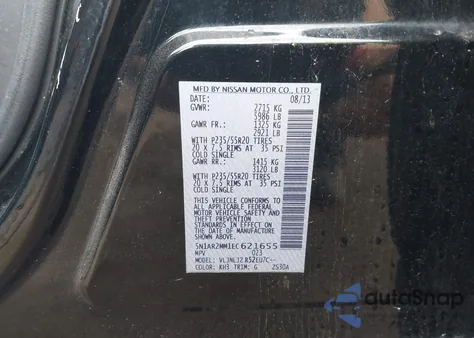 MFD BY NISSAN MOTOR CO., LTD.
DATE: 08/13
GVWR: 2715 KG
5986 LB
GAWR FR.: 1325 KG
2921 LB
WITH P235/55R20 TIRES
20 x 7.5 RIMS AT 35 PSI
COLD SINGLE
GAWR RR.: 1415 KG
3120 LB
WITH P235/55R20 TIRES
20 x 7.5 RIMS AT 35 PSI
COLD SINGLE
THIS VEHICLE CONFORMS TO
ALL APPLICABLE FEDERAL
MOTOR VEHICLE SAFETY
STANDARDS IN EFFECT ON
THE DATE OF MANUFACTURE
SHOWN ABOVE.
5N1AR2MM1EC621655
MPV 023
MODEL:
COLOR: KH3 TRIM: G 2530A
autoSnap